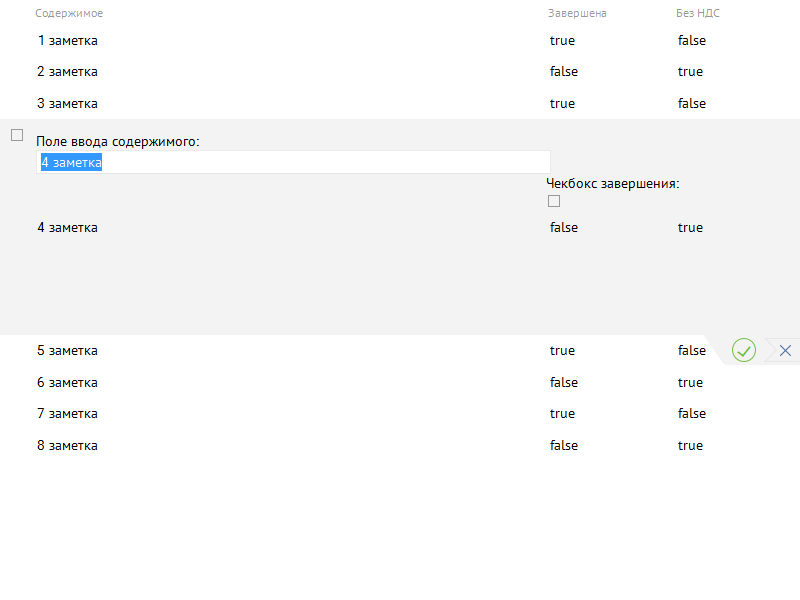 Содержимое Завершена Без НДС
1 заметка true false
2 заметка false true
3 заметка true false
Поле ввода содержимого:
4 заметка
Чекбокс завершения:
4 заметка false true
5 заметка true false
6 заметка false true
7 заметка true false
8 заметка false true